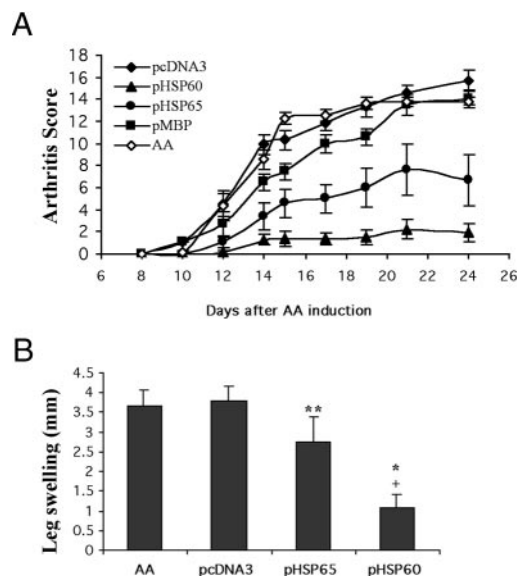 A
18
16
14
12
10
8
6
4
2
0
Arthritis Score
pcDNA3
pHSP60
pHSP65
pMBP
AA
6 8 10 12 14 16 18 20 22 24 26
Days after AA induction
B
4.5
4
3.5
3
2.5
2
1.5
1
0.5
0
Leg swelling (mm)
**
*
+
AA pcDNA3 pHSP65 pHSP60